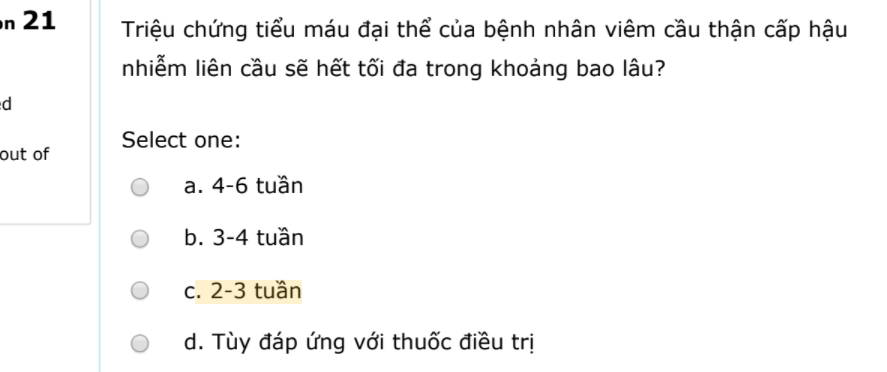 on 21
Triệu chứng tiểu máu đại thể của bệnh nhân viêm cầu thận cấp hậu
nhiễm liên cầu sẽ hết tối đa trong khoảng bao lâu?
ed
out of
Select one:
a. 4-6 tuần
b. 3-4 tuần
c. 2-3 tuần
d. Tùy đáp ứng với thuốc điều trị